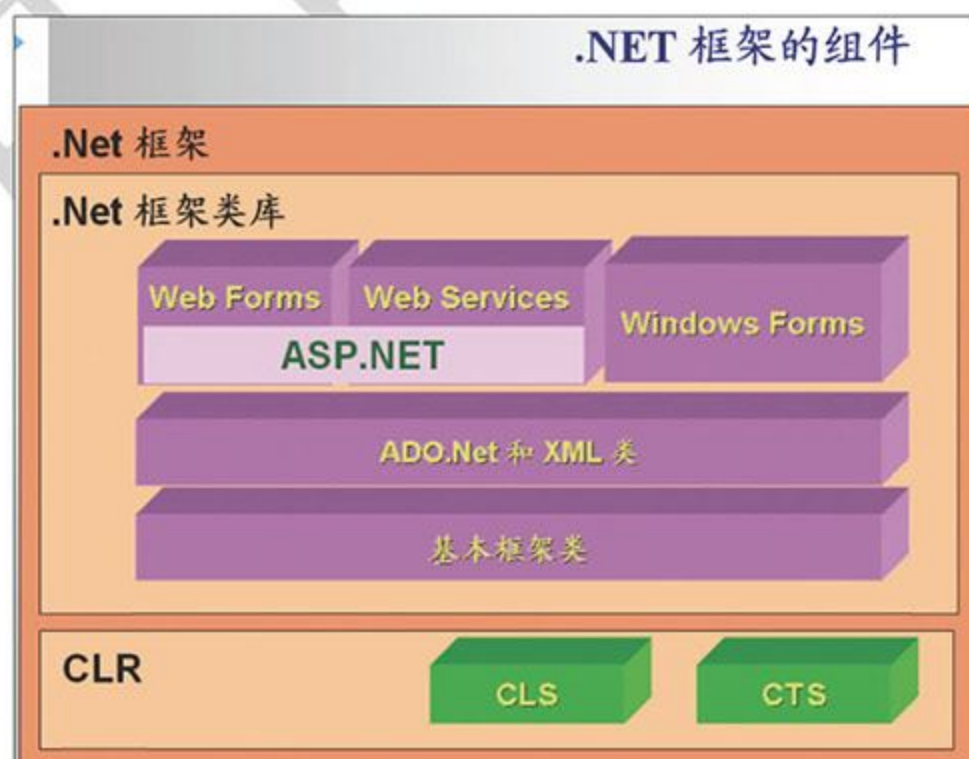 .NET 框架的组件
.Net 框架
.Net 框架类库
Web Forms
Web Services
Windows Forms
ASP.NET
ADO.Net 和 XML 类
基本框架类
CLR
CLS
CTS